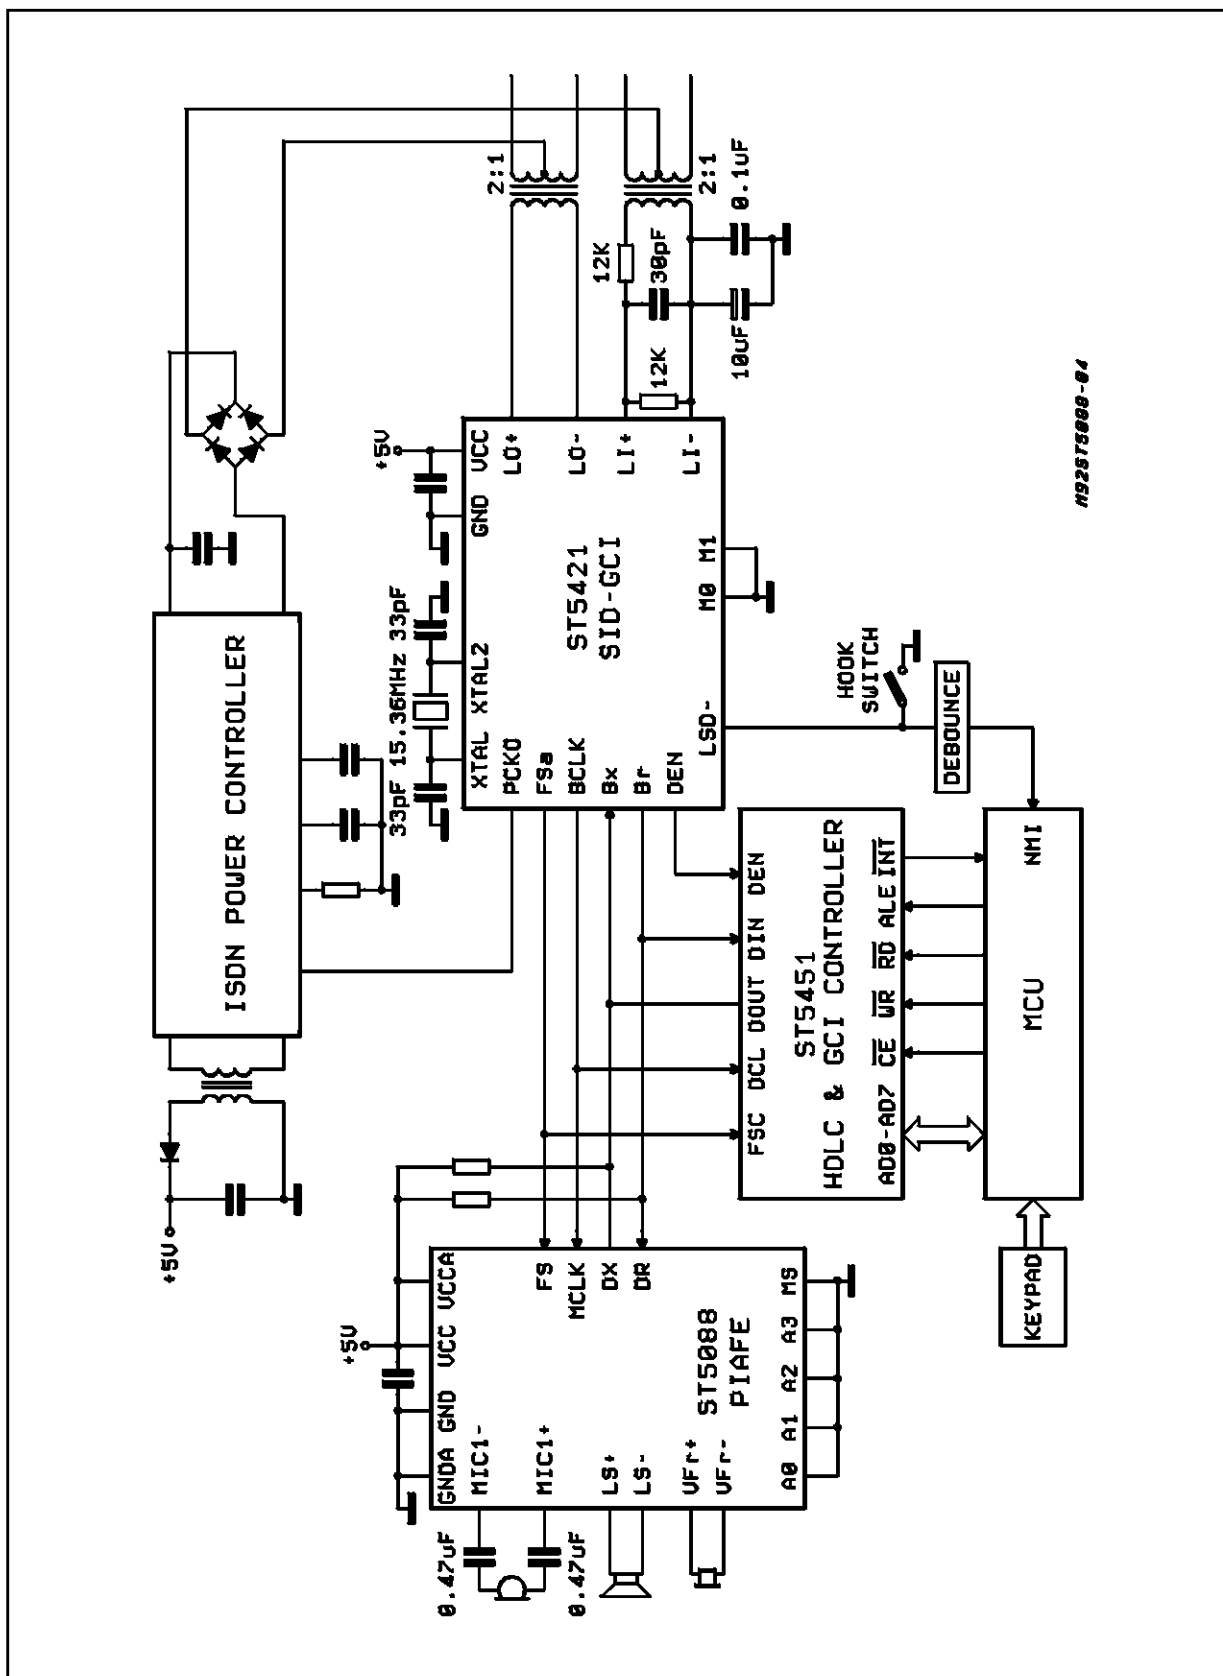 +5V
ISDN POWER CONTROLLER
2:1
2:1
12K
30pF
0.1uF
12K
10uF
+5V
33pF 15.36MHz 33pF
XTAL XTAL2
GND VCC
PCKO
FSa
BCLK
Bx
Br
DEN
LSD-
M0 M1
LO+
LO-
LI+
LI-
ST5421
SID-GCI
HOOK
SWITCH
DEBOUNCE
+5V
GNDA GND VCC VCCA
MIC1-
MIC1+
LS+
LS-
VFr+
VFr-
FS
MCLK
DX
DR
ST5088
PIAFE
A0 A1 A2 A3 MS
0.47uF
0.47uF
FSC DCL DOUT DIN DEN
ST5451
HDLC & GCI CONTROLLER
AD0-AD7 CE WR RD ALE INT
NMI
MCU
KEYPAD
M92ST5088-04